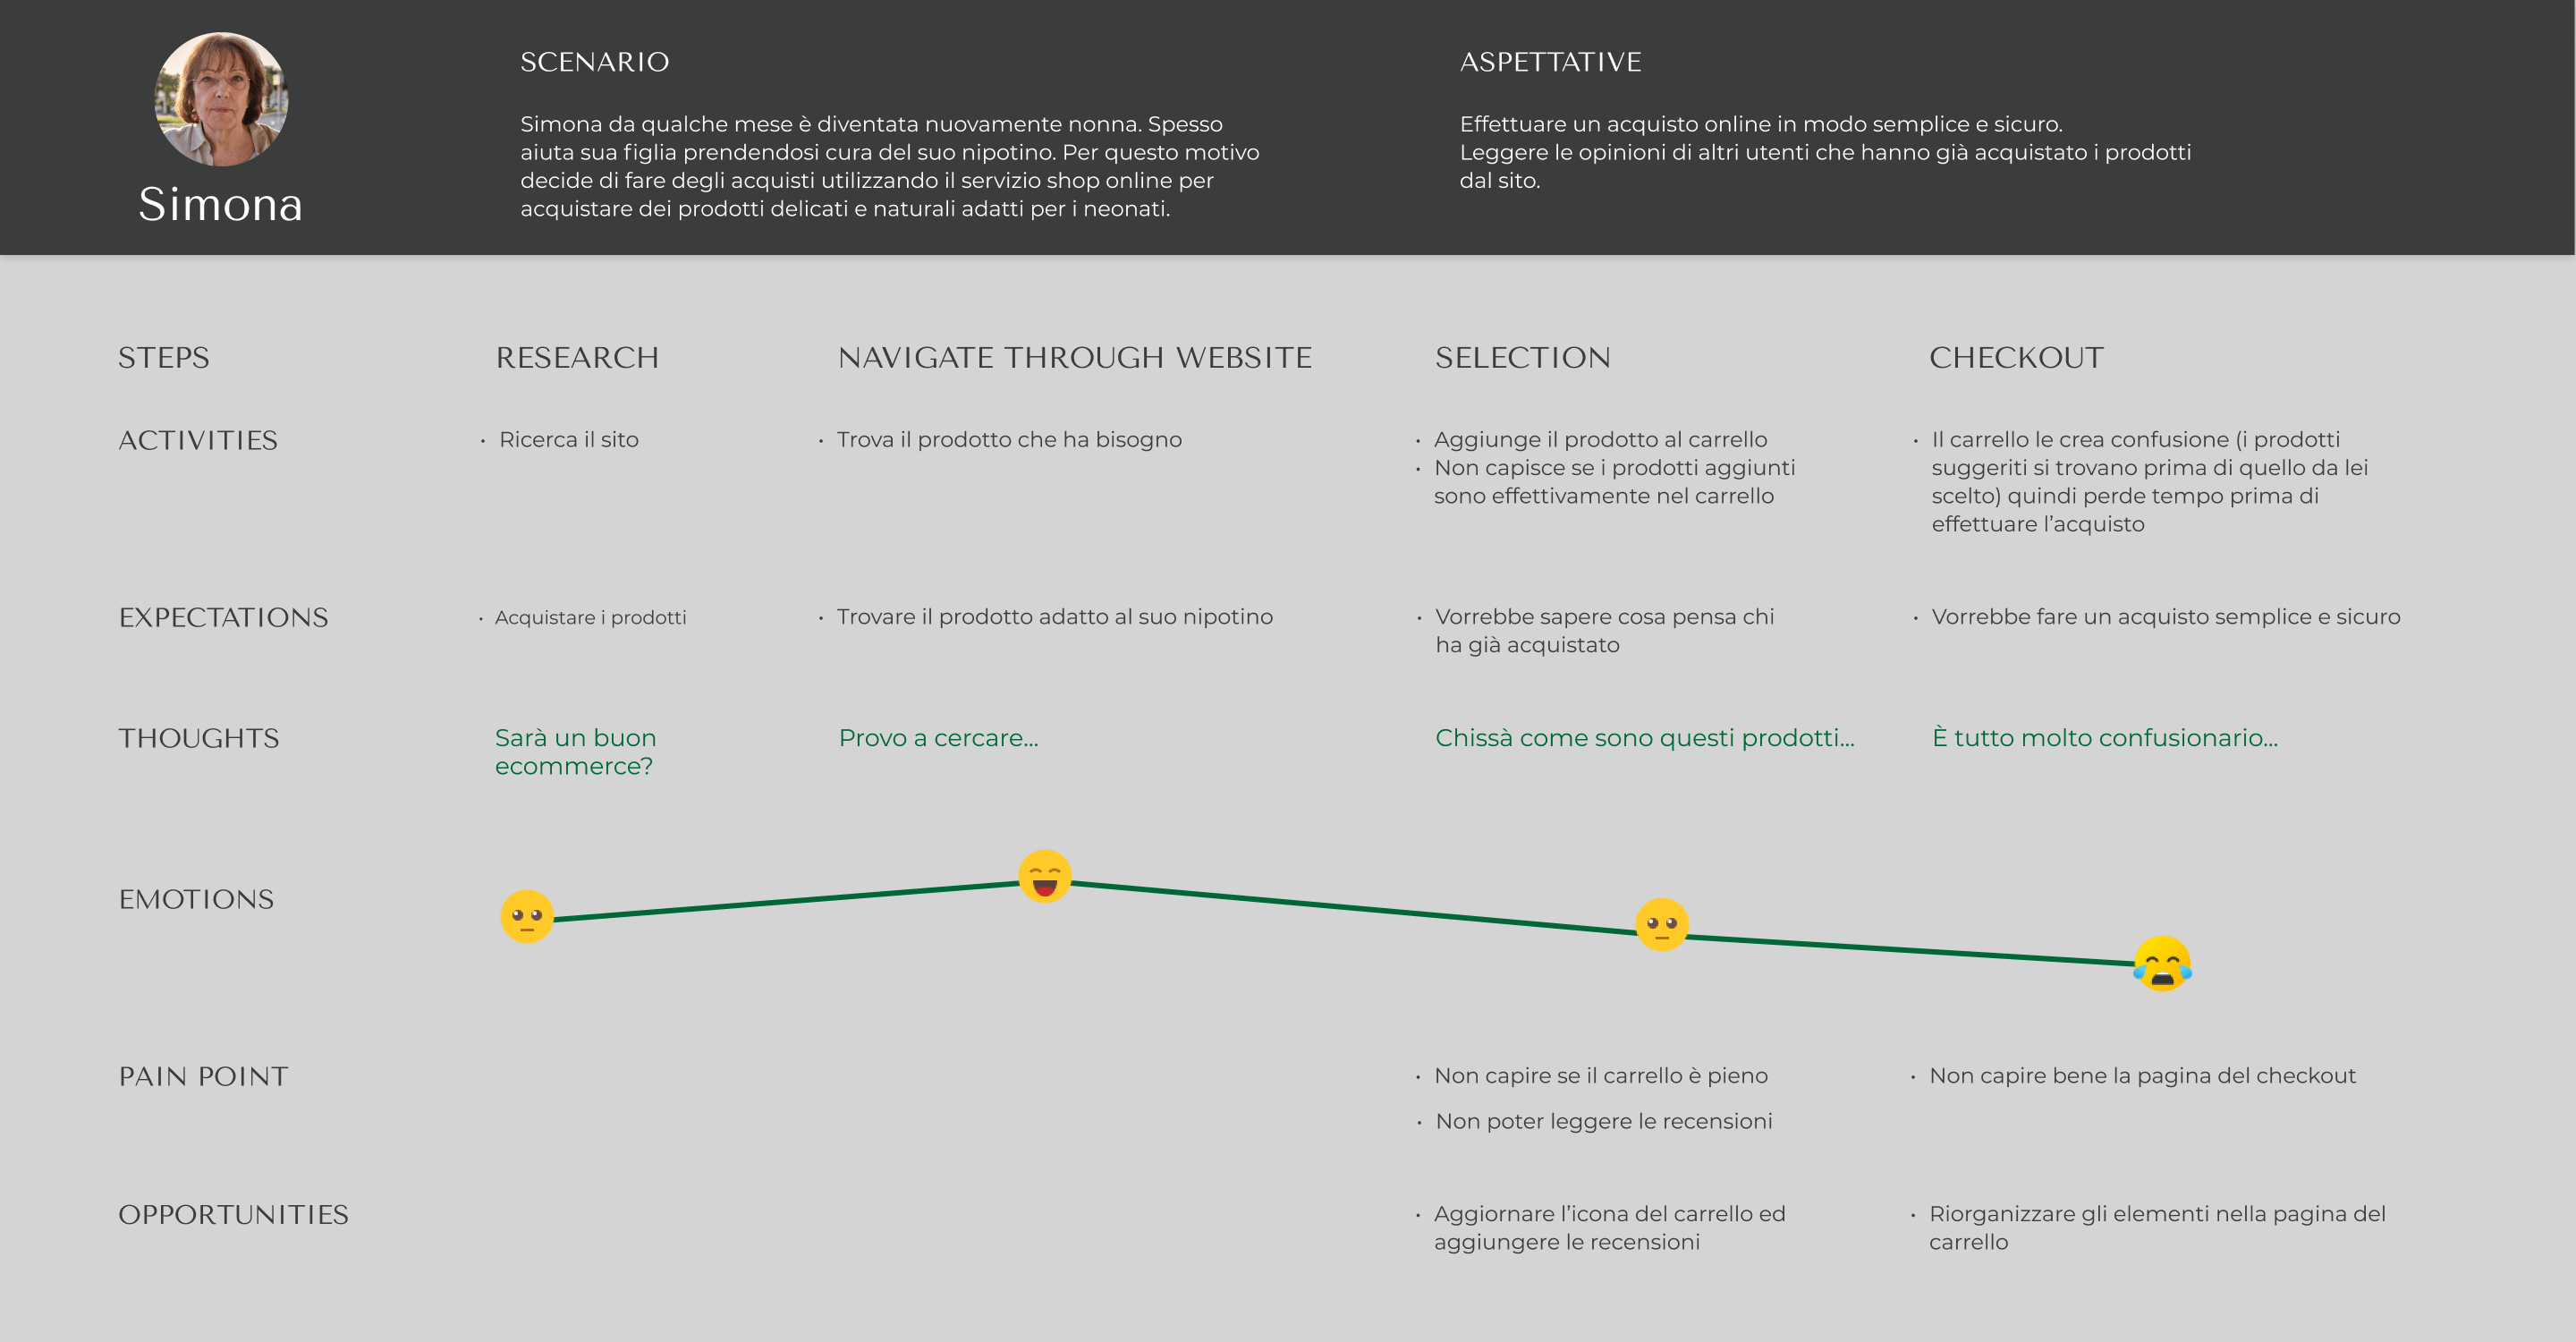 Simona
SCENARIO
Simona da qualche mese è diventata nuovamente nonna. Spesso
aiuta sua figlia prendendosi cura del suo nipotino. Per questo motivo
decide di fare degli acquisti utilizzando il servizio shop online per
acquistare dei prodotti delicati e naturali adatti per i neonati.
ASPETTATIVE
Effettuare un acquisto online in modo semplice e sicuro.
Leggere le opinioni di altri utenti che hanno già acquistato i prodotti
dal sito.
STEPS
RESEARCH
NAVIGATE THROUGH WEBSITE
SELECTION
CHECKOUT
ACTIVITIES
• Ricerca il sito
• Trova il prodotto che ha bisogno
• Aggiunge il prodotto al carrello
• Non capisce se i prodotti aggiunti
sono effettivamente nel carrello
• Il carrello le crea confusione (i prodotti
suggeriti si trovano prima di quello da lei
scelto) quindi perde tempo prima di
effettuare l’acquisto
EXPECTATIONS
• Acquistare i prodotti
• Trovare il prodotto adatto al suo nipotino
• Vorrebbe sapere cosa pensa chi
ha già acquistato
• Vorrebbe fare un acquisto semplice e sicuro
THOUGHTS
Sarà un buon
ecommerce?
Provo a cercare...
Chissà come sono questi prodotti...
È tutto molto confusionario...
EMOTIONS
PAIN POINT
• Non capire se il carrello è pieno
• Non poter leggere le recensioni
• Non capire bene la pagina del checkout
OPPORTUNITIES
• Aggiornare l’icona del carrello ed
aggiungere le recensioni
• Riorganizzare gli elementi nella pagina del
carrello